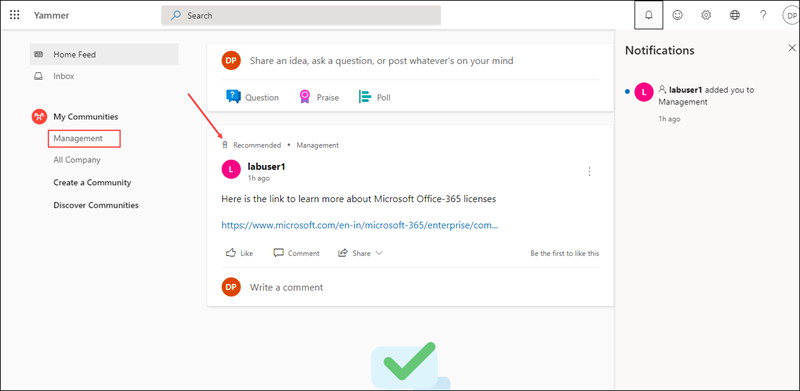 Yammer
Search
DP
Home Feed
Inbox
My Communities
Management
All Company
Create a Community
Discover Communities
DP Share an idea, ask a question, or post whatever's on your mind
Question Praise Poll
Recommended • Management
L labuser1
1h ago
Here is the link to learn more about Microsoft Office-365 licenses
https://www.microsoft.com/en-in/microsoft-365/enterprise/com...
Like Comment Share Be the first to like this
DP Write a comment
Notifications
L labuser1 added you to
Management
1h ago